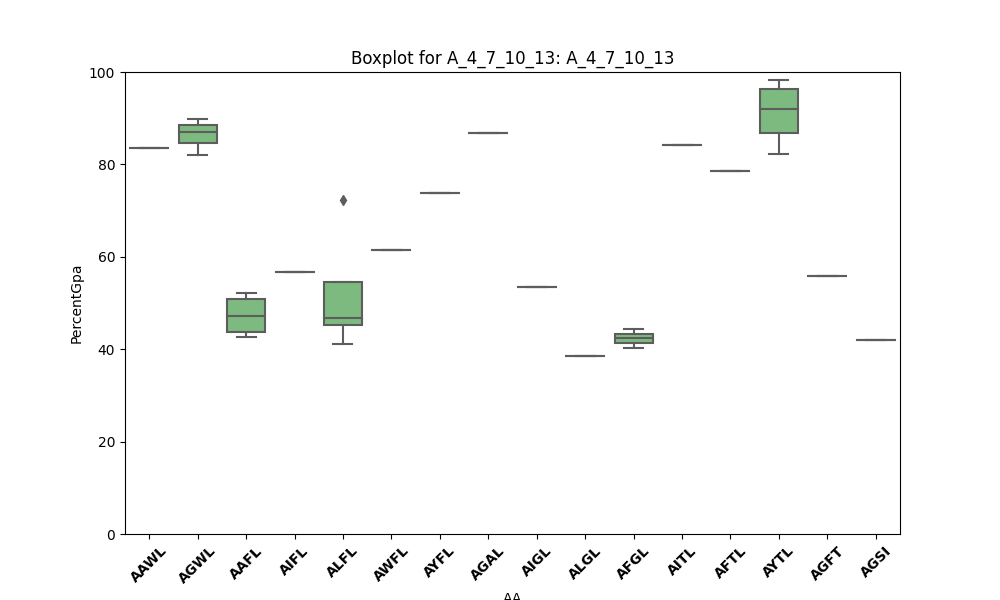 Boxplot for A_4_7_10_13: A_4_7_10_13
100
80
60
40
20
0
PercentGpa
AAWL AGWL AAFL AIFL ALFL AWFL AYFL AGAL AIGL ALGL AFGL AITL AFTL AYTL AGFT AGSI
AA